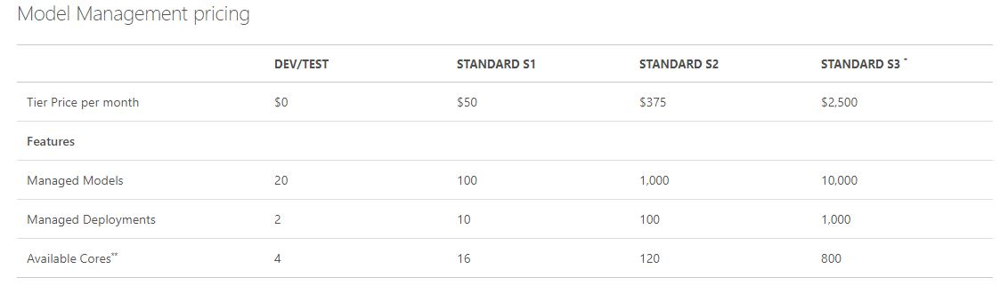 Model Management pricing
DEV/TEST STANDARD S1 STANDARD S2 STANDARD S3 *
Tier Price per month $0 $50 $375 $2,500
Features
Managed Models 20 100 1,000 10,000
Managed Deployments 2 10 100 1,000
Available Cores** 4 16 120 800